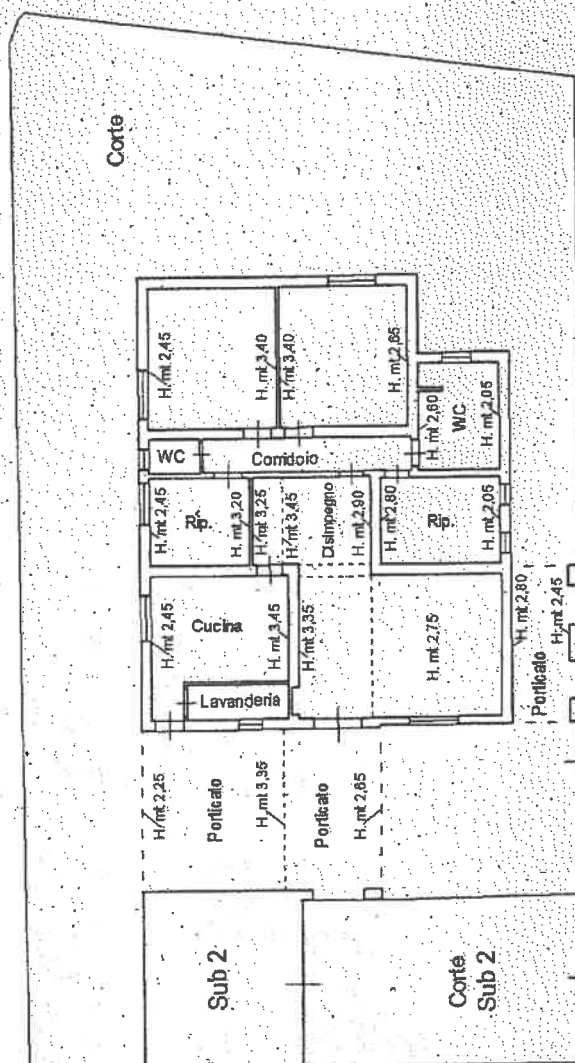 Corte
H. mt 2,45
H. mt 3,40
H. mt 3,40
H. mt 2,65
WC
Corridoio
H. mt 2,60
WC
H. mt 2,05
H. mt 2,45
Rip.
H. mt 3,20
H. mt 3,25
H. mt 3,45
Disimpegno
H. mt 2,90
H. mt 2,80
Rip.
H. mt 2,05
H. mt 2,45
Cucina
H. mt 3,45
H. mt 3,35
H. mt 2,75
H. mt 2,80
H. mt 2,45
Porticato
Lavanderia
H. mt 2,25
Porticato
H. mt 3,35
Porticato
H. mt 2,65
Sub 2
Corte
Sub 2